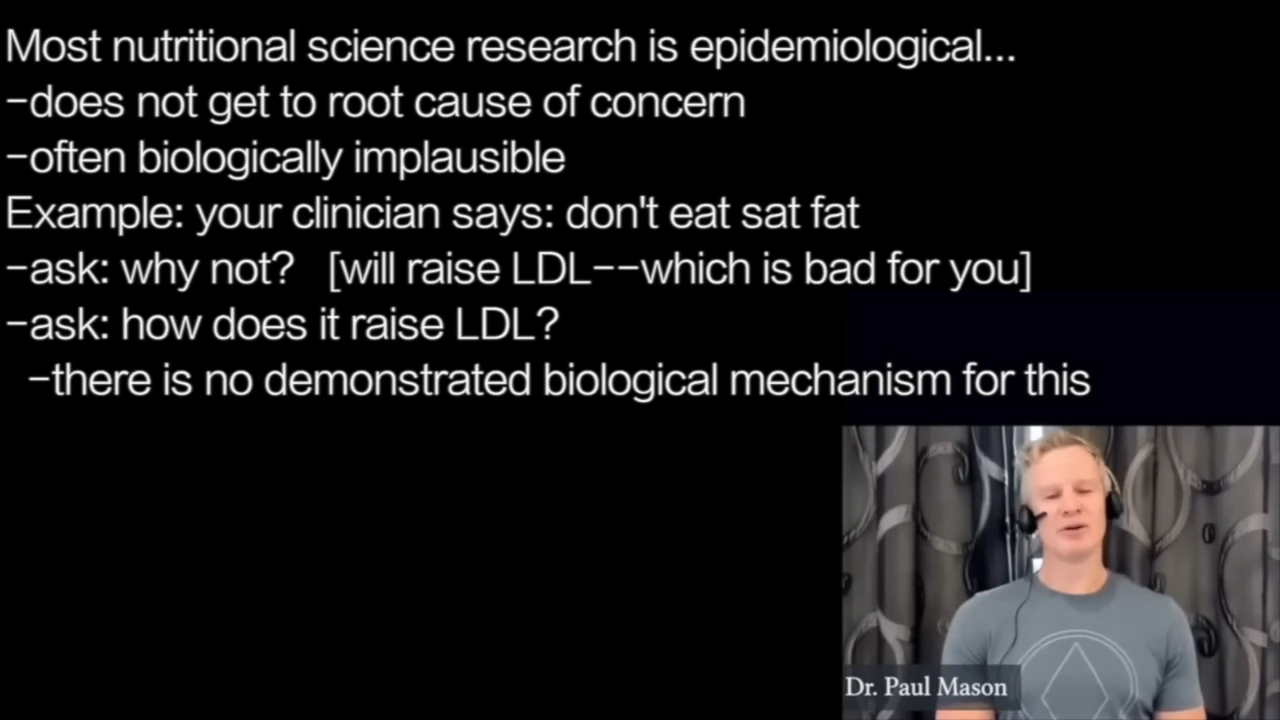 Most nutritional science research is epidemiological...
–does not get to root cause of concern
–often biologically implausible
Example: your clinician says: don't eat sat fat
–ask: why not?   [will raise LDL––which is bad for you]
–ask: how does it raise LDL?
–there is no demonstrated biological mechanism for this
Dr. Paul Mason